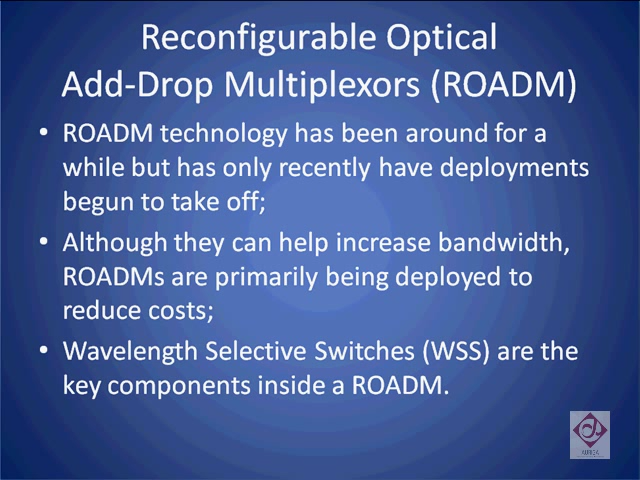 Reconfigurable Optical
Add-Drop Multiplexors (ROADM)
• ROADM technology has been around for a
while but has only recently have deployments
begun to take off;
• Although they can help increase bandwidth,
ROADMs are primarily being deployed to
reduce costs;
• Wavelength Selective Switches (WSS) are the
key components inside a ROADM.